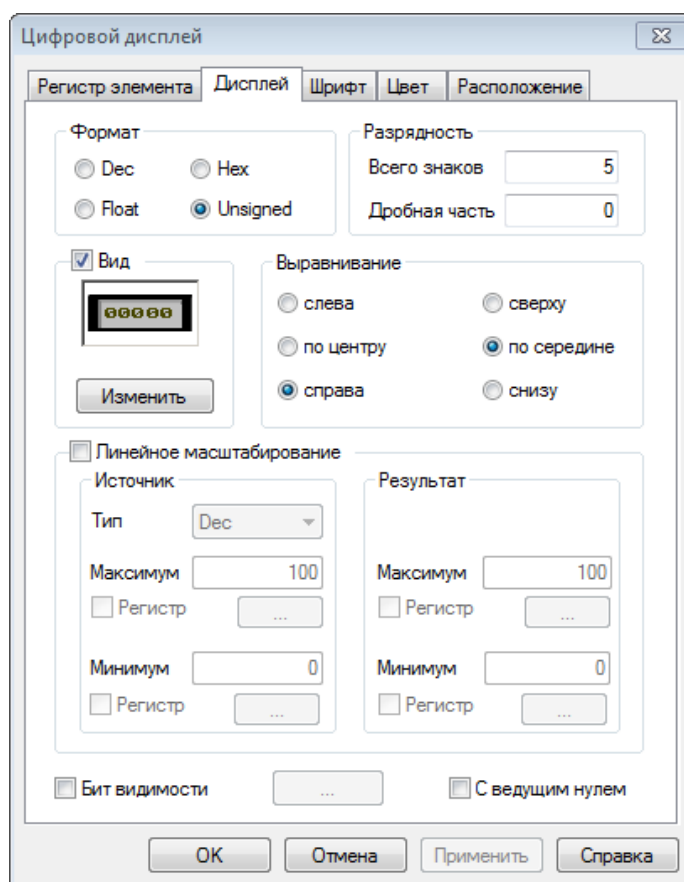 Цифровой дисплей
Регистр элемента Дисплей Шрифт Цвет Расположение
Формат
Dec Hex
Float Unsigned
Разрядность
Всего знаков 5
Дробная часть 0
Вид
00000
Изменить
Выравнивание
слева сверху
по центру по середине
справа снизу
Линейное масштабирование
Источник
Тип Dec
Максимум 100
Регистр ...
Минимум 0
Регистр ...
Результат
Максимум 100
Регистр ...
Минимум 0
Регистр ...
Бит видимости ... С ведущим нулем
OK Отмена Применить Справка